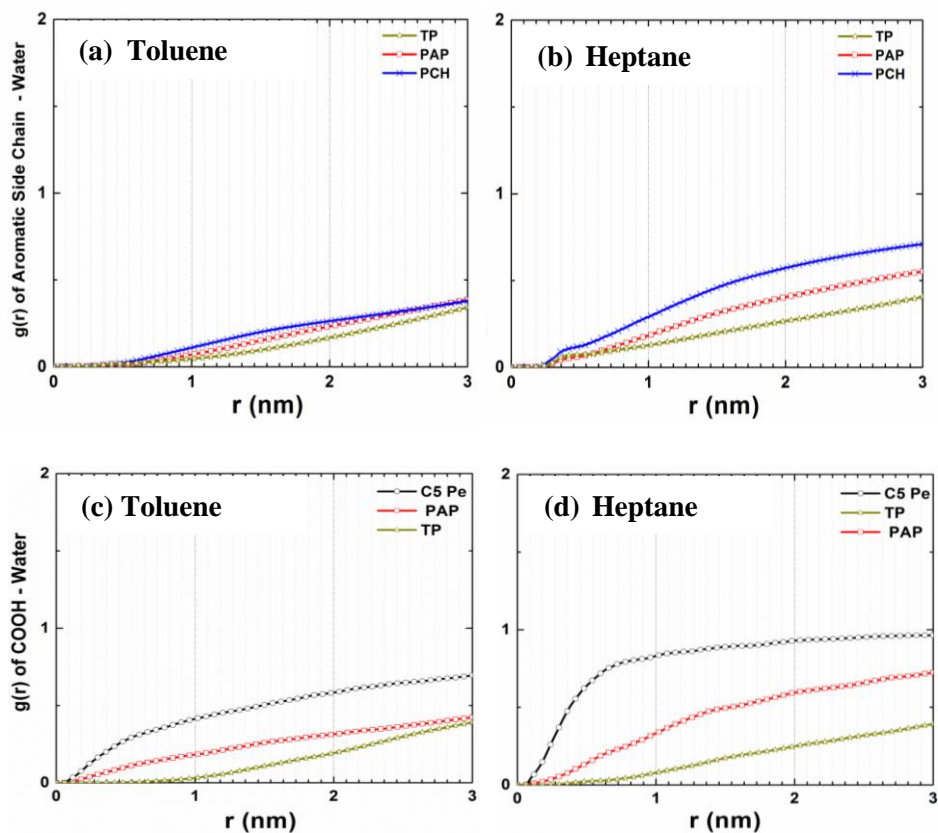 (a) Toluene
TP
PAP
PCH
g(r) of Aromatic Side Chain - Water
2
1
0
0 1 2 3
r (nm)
(b) Heptane
TP
PAP
PCH
2
1
0
0 1 2 3
r (nm)
(c) Toluene
C5 Pe
PAP
TP
g(r) of COOH - Water
2
1
0
0 1 2 3
r (nm)
(d) Heptane
C5 Pe
TP
PAP
2
1
0
0 1 2 3
r (nm)